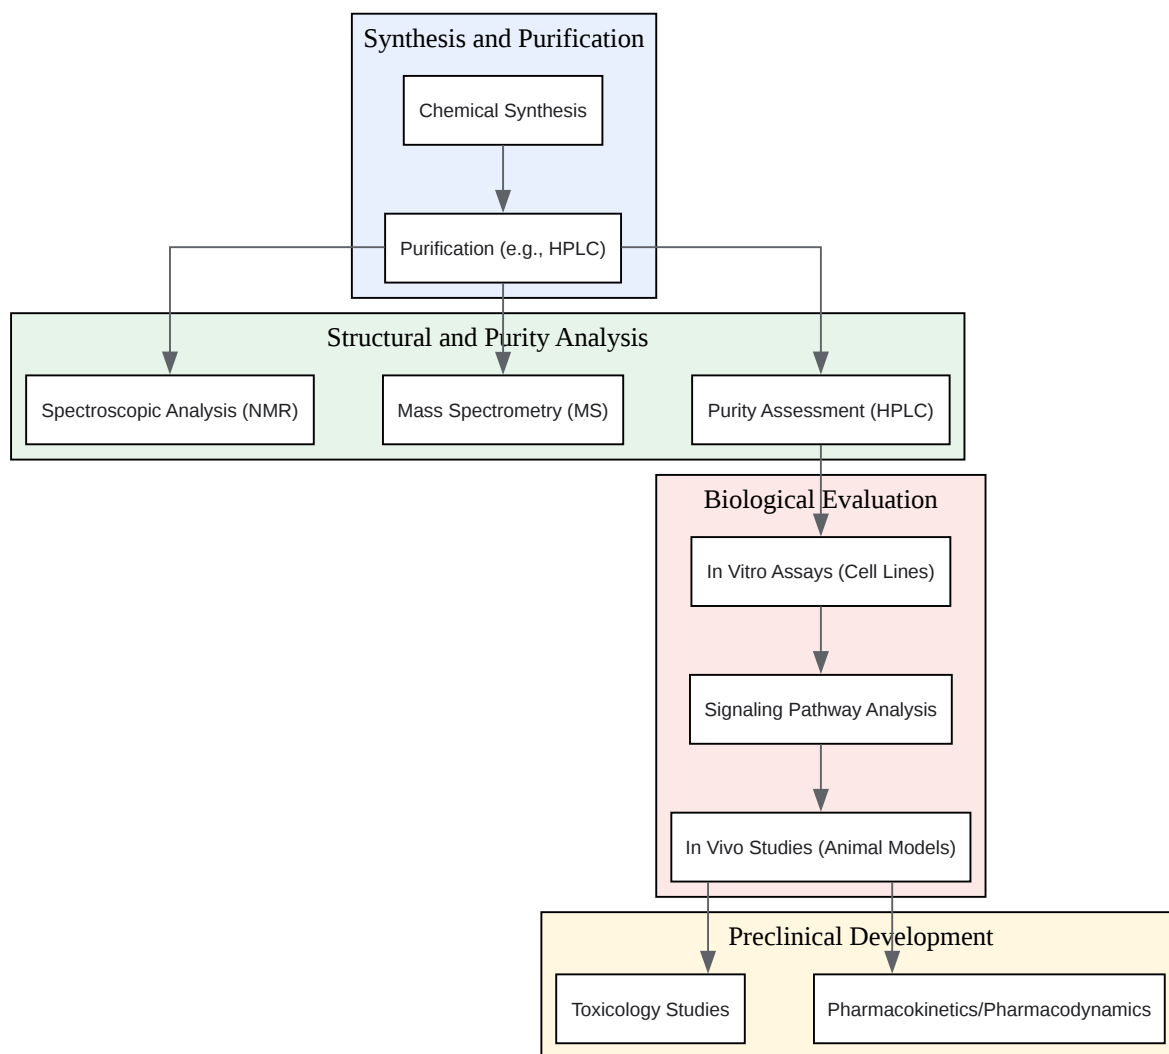 Synthesis and Purification
Chemical Synthesis
Purification (e.g., HPLC)
Structural and Purity Analysis
Spectroscopic Analysis (NMR)
Mass Spectrometry (MS)
Purity Assessment (HPLC)
Biological Evaluation
In Vitro Assays (Cell Lines)
Signaling Pathway Analysis
In Vivo Studies (Animal Models)
Preclinical Development
Toxicology Studies
Pharmacokinetics/Pharmacodynamics